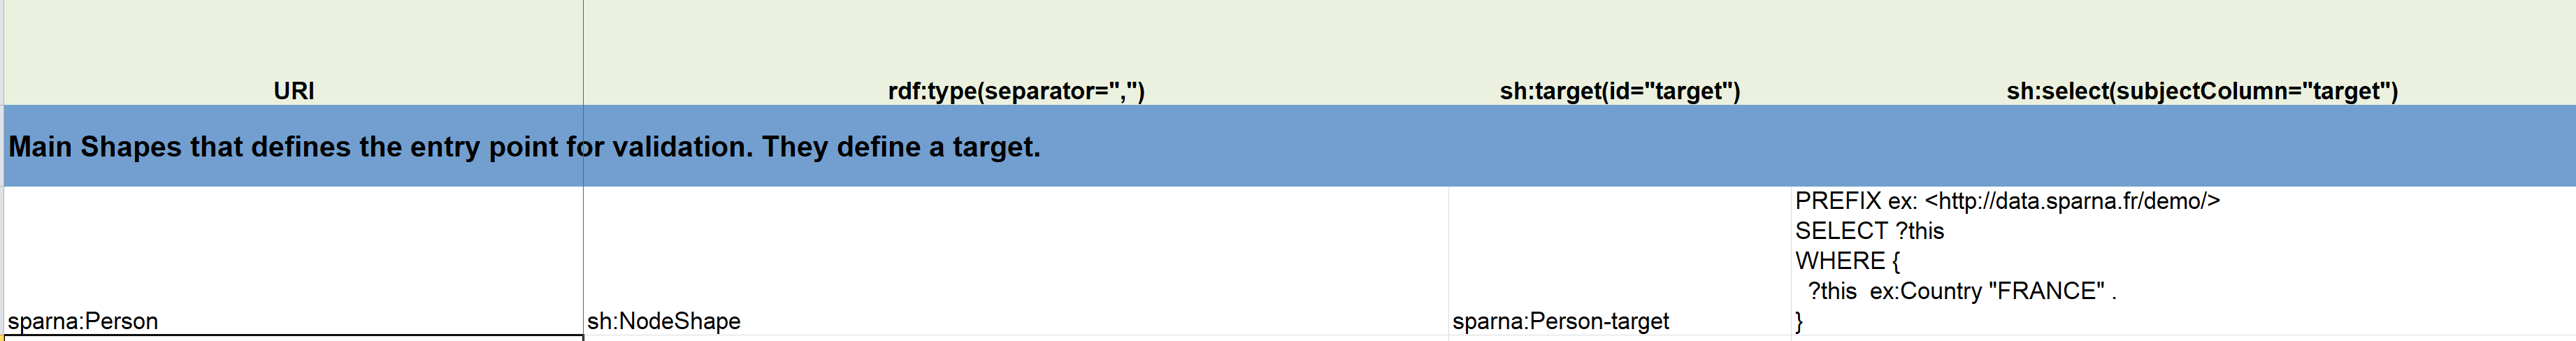 URI rdf:type(separator=",") sh:target(id="target") sh:select(subjectColumn="target")
Main Shapes that defines the entry point for validation. They define a target.
PREFIX ex: <http://data.sparna.fr/demo/>
SELECT ?this
WHERE {
?this  ex:Country "FRANCE" .
sparna:Person sh:NodeShape sparna:Person-target }